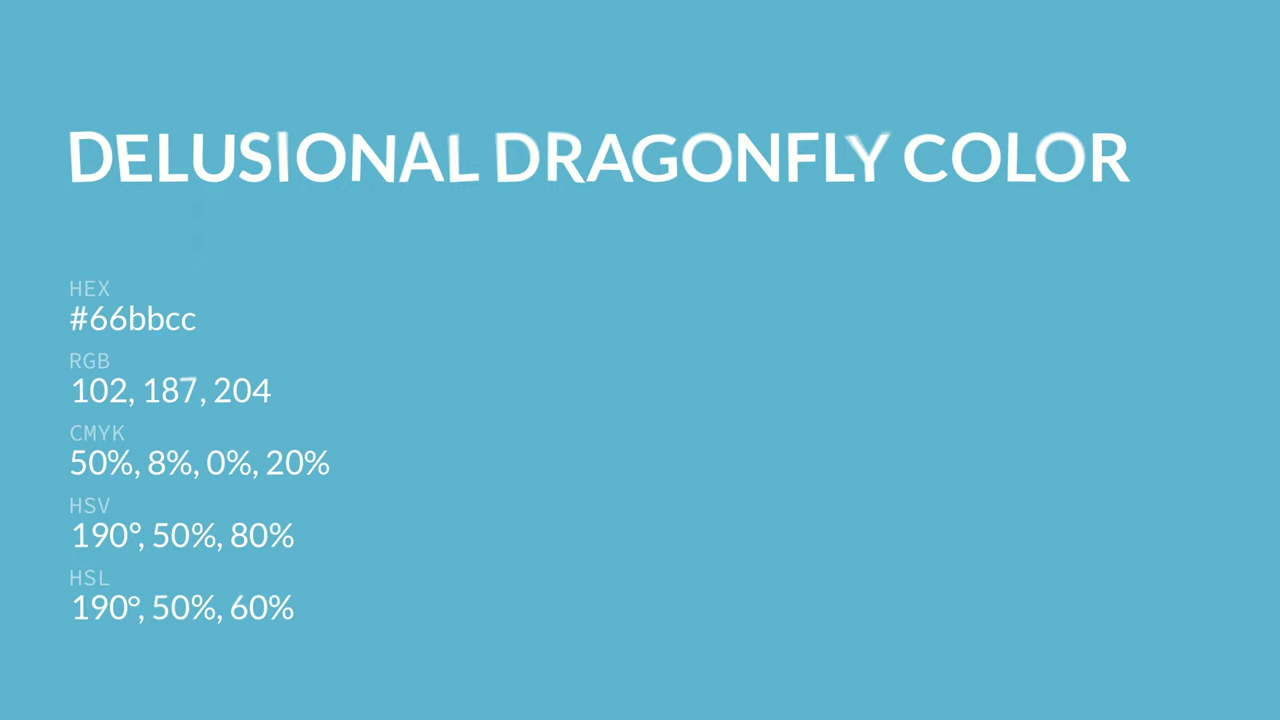 DELUSIONAL DRAGONFLY COLOR
HEX
#66bbcc
RGB
102, 187, 204
CMYK
50%, 8%, 0%, 20%
HSV
190°, 50%, 80%
HSL
190°, 50%, 60%